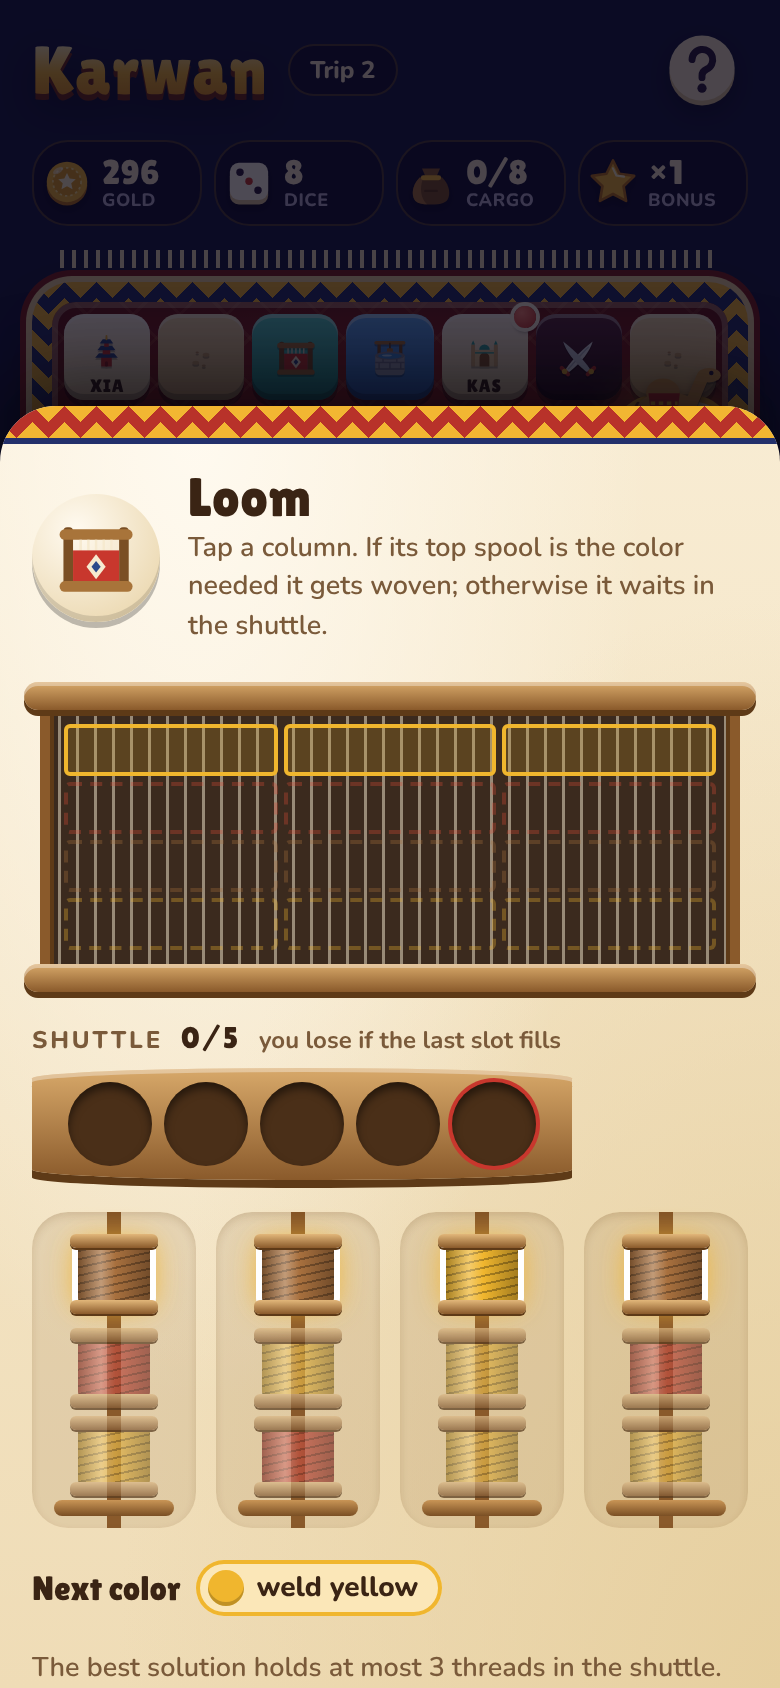 Karwan
Trip 2
?
296
GOLD
8
DICE
0/8
CARGO
×1
BONUS
XIA
KAS
Loom
Tap a column. If its top spool is the color
needed it gets woven; otherwise it waits in
the shuttle.
SHUTTLE 0/5 you lose if the last slot fills
Next color weld yellow
The best solution holds at most 3 threads in the shuttle.